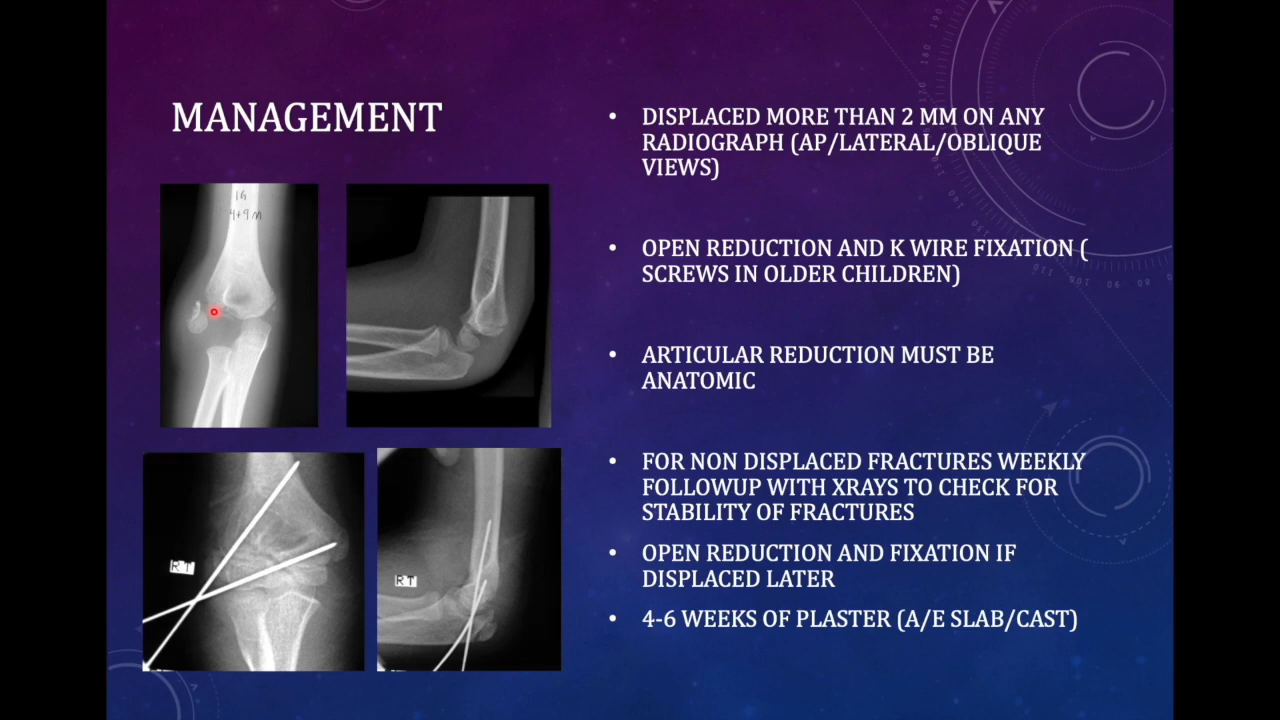 MANAGEMENT
16
4+9 M
RT
RT
• DISPLACED MORE THAN 2 MM ON ANY
RADIOGRAPH (AP/LATERAL/OBLIQUE
VIEWS)
• OPEN REDUCTION AND K WIRE FIXATION (
SCREWS IN OLDER CHILDREN)
• ARTICULAR REDUCTION MUST BE
ANATOMIC
• FOR NON DISPLACED FRACTURES WEEKLY
FOLLOWUP WITH XRAYS TO CHECK FOR
STABILITY OF FRACTURES
• OPEN REDUCTION AND FIXATION IF
DISPLACED LATER
• 4-6 WEEKS OF PLASTER (A/E SLAB/CAST)